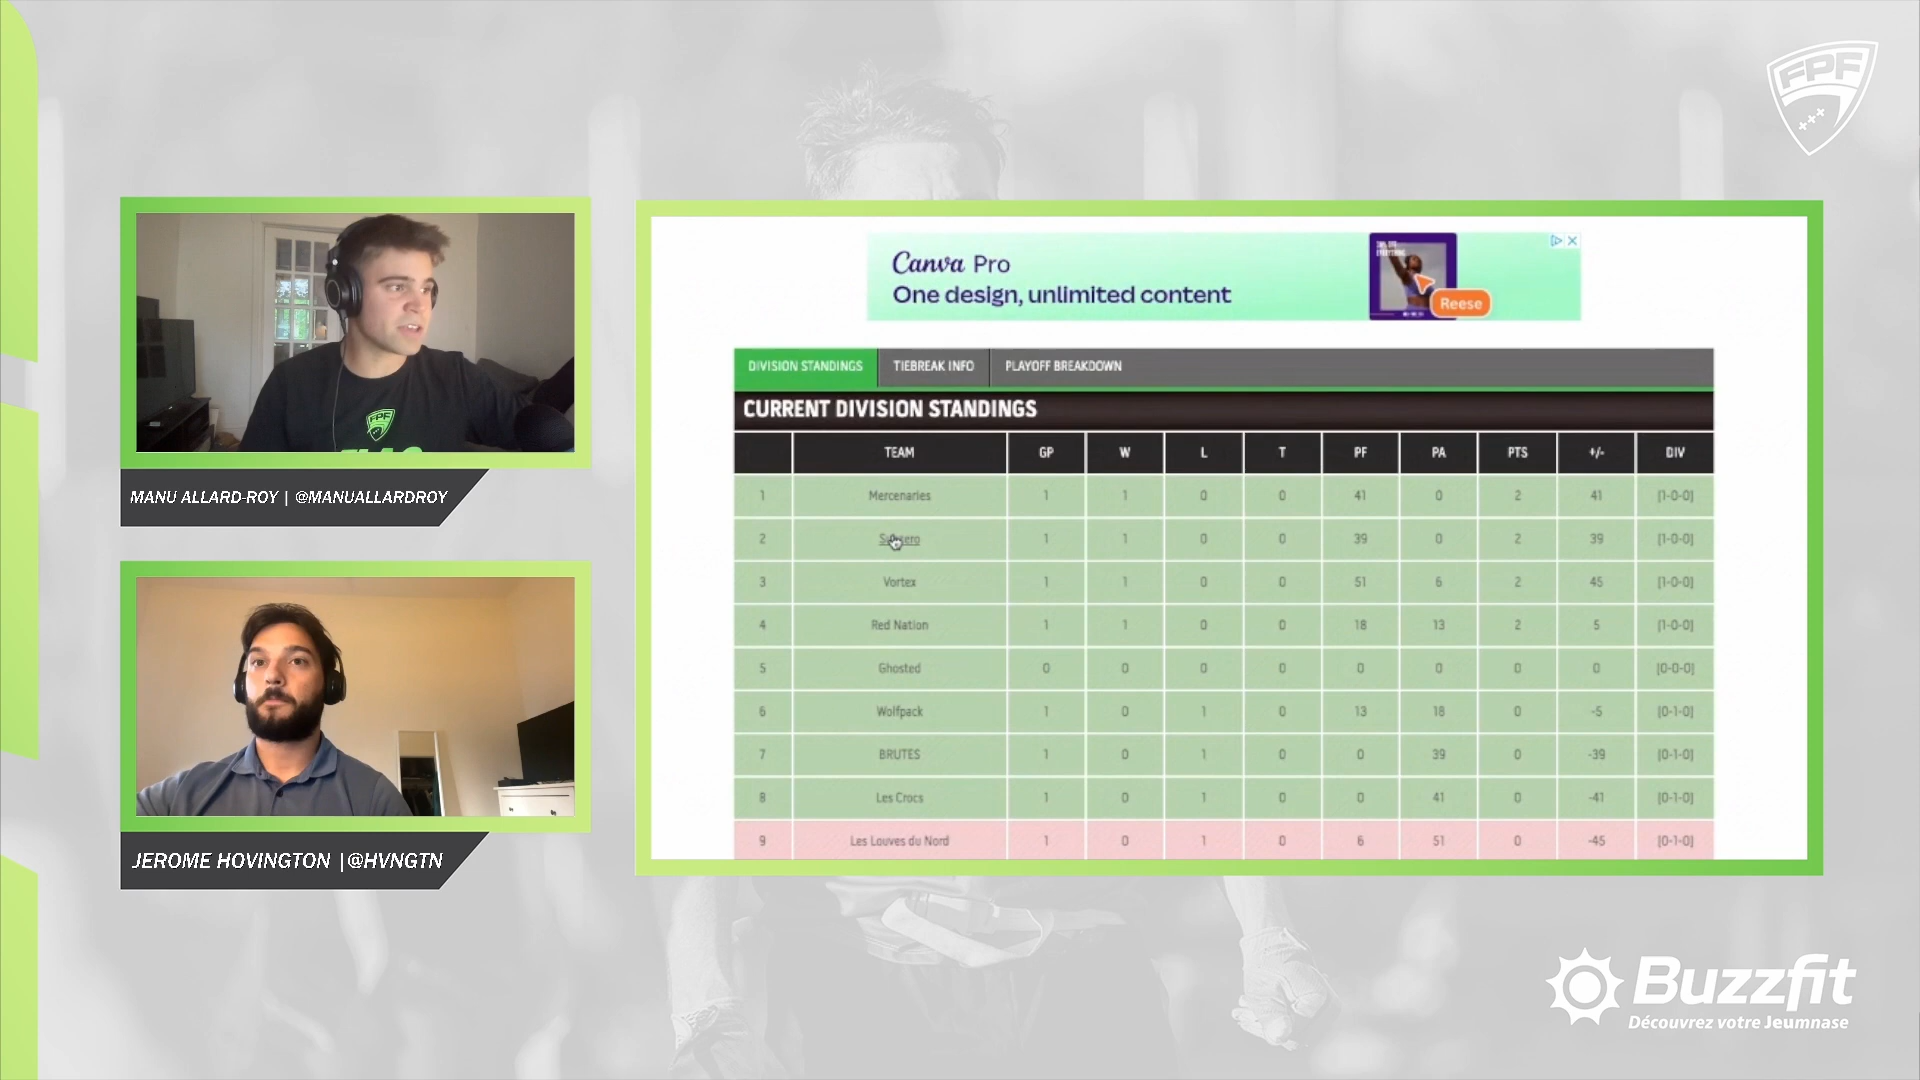 FPF
Canva Pro
One design, unlimited content
Reese
DIVISION STANDINGS TIEBREAK INFO PLAYOFF BREAKDOWN
CURRENT DIVISION STANDINGS
TEAM GP W L T PF PA PTS +/- DIV
1 Mercenaries 1 1 0 0 41 0 2 41 [1-0-0]
2 1 1 0 0 39 0 2 39 [1-0-0]
3 Vortex 1 1 0 0 51 6 2 45 [1-0-0]
4 Red Nation 1 1 0 0 18 13 2 5 [1-0-0]
5 Ghosted 0 0 0 0 0 0 0 0 [0-0-0]
6 Wolfpack 1 0 1 0 13 18 0 -5 [0-1-0]
7 BRUTES 1 0 1 0 0 39 0 -39 [0-1-0]
8 Les Crocs 1 0 1 0 0 41 0 -41 [0-1-0]
9 Les Louves du Nord 1 0 1 0 6 51 0 -45 [0-1-0]
FPF
MANU ALLARD-ROY | @MANUALLARDROY
JEROME HOVINGTON |@HVNGTN
Buzzfit
Découvrez votre Jeumnase